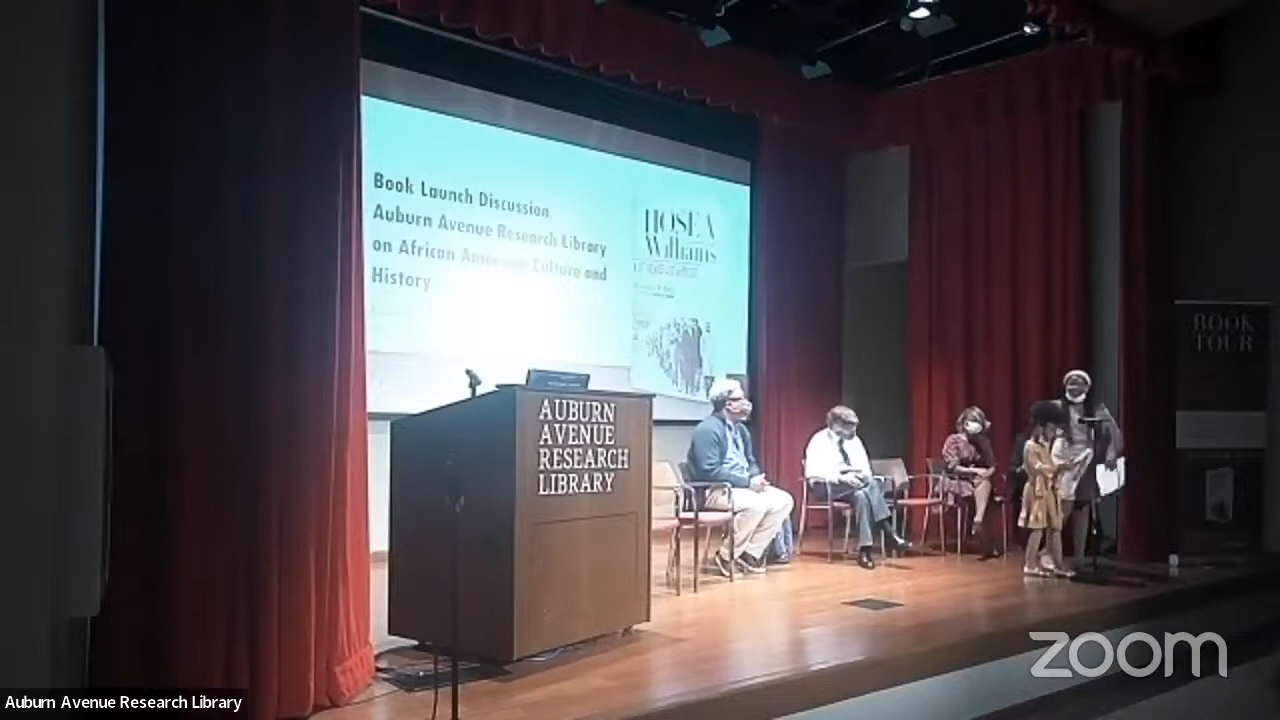 Book Launch Discussion
Auburn Avenue Research Library
on African American Culture and
History
HOSEA
Williams
AUBURN
AVENUE
RESEARCH
LIBRARY
BOOK
TOUR
zoom
Auburn Avenue Research Library